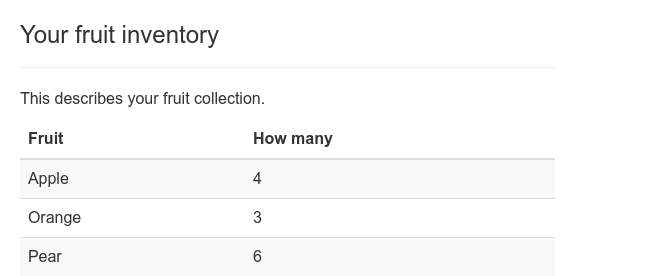 Your fruit inventory
This describes your fruit collection.
Fruit How many
Apple 4
Orange 3
Pear 6